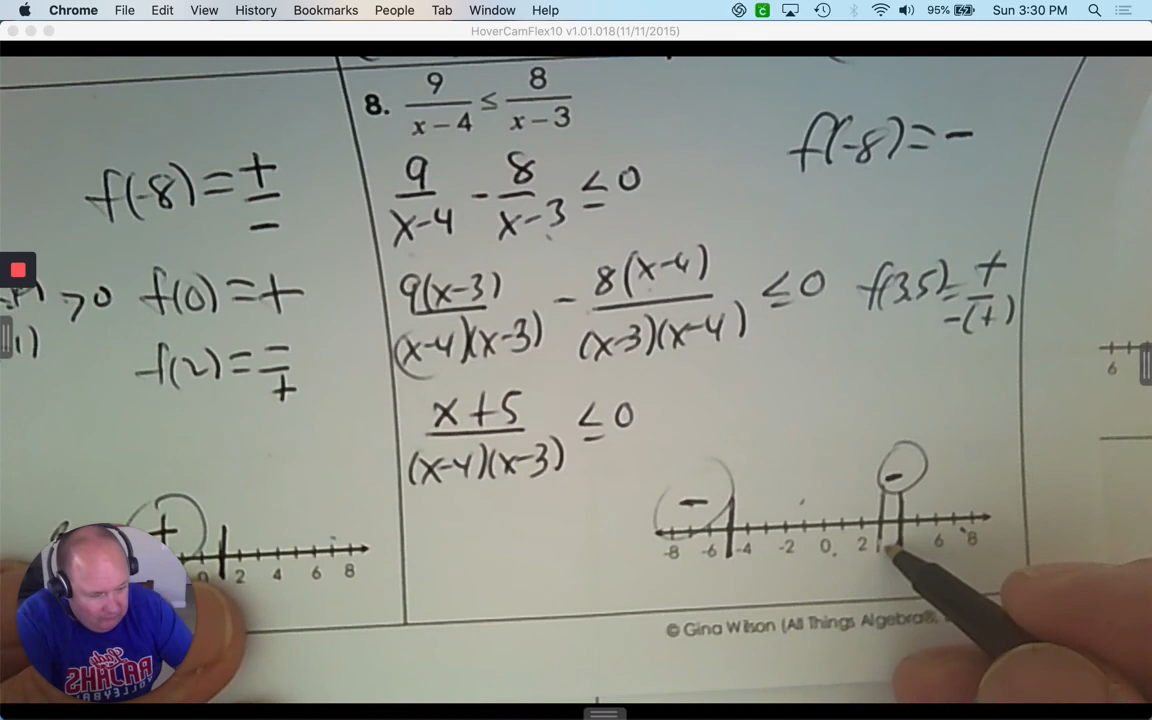 Chrome File Edit View History Bookmarks People Tab Window Help 95% Sun 3:30 PM
HoverCamFlex10 v1.01.018(11/11/2015)
8. 9/(x-4) ≤ 8/(x-3)
9/(x-4) - 8/(x-3) ≤ 0
9(x-3)/((x-4)(x-3)) - 8(x-4)/((x-3)(x-4)) ≤ 0
(x+5)/((x-4)(x-3)) ≤ 0
f(-8) = -
f(3.5) = +/(-(+))
- -
-8 -6 -4 -2 0 2 6 8
f(-8) = +/-
>0 f(0) = +
f(2) = -/+
+
0 2 4 6 8
6
© Gina Wilson (All Things Algebra®,